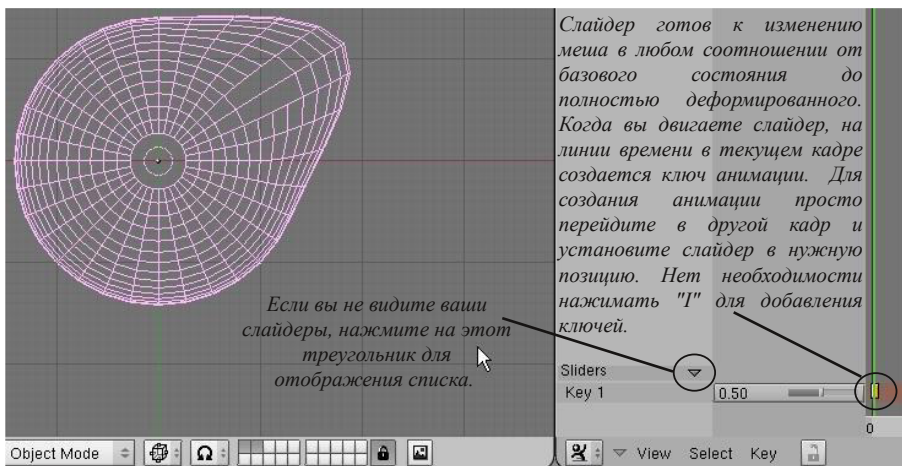 Слайдер готов к изменению
меша в любом соотношении от
базового состояния до
полностью деформированного.
Когда вы двигаете слайдер, на
линии времени в текущем кадре
создается ключ анимации. Для
создания анимации просто
перейдите в другой кадр и
установите слайдер в нужную
позицию. Нет необходимости
нажимать "I" для добавления
ключей.
Если вы не видите ваши
слайдеры, нажмите на этот
треугольник для
отображения списка.
Sliders
Key 1 0.50
0
Object Mode
View Select Key